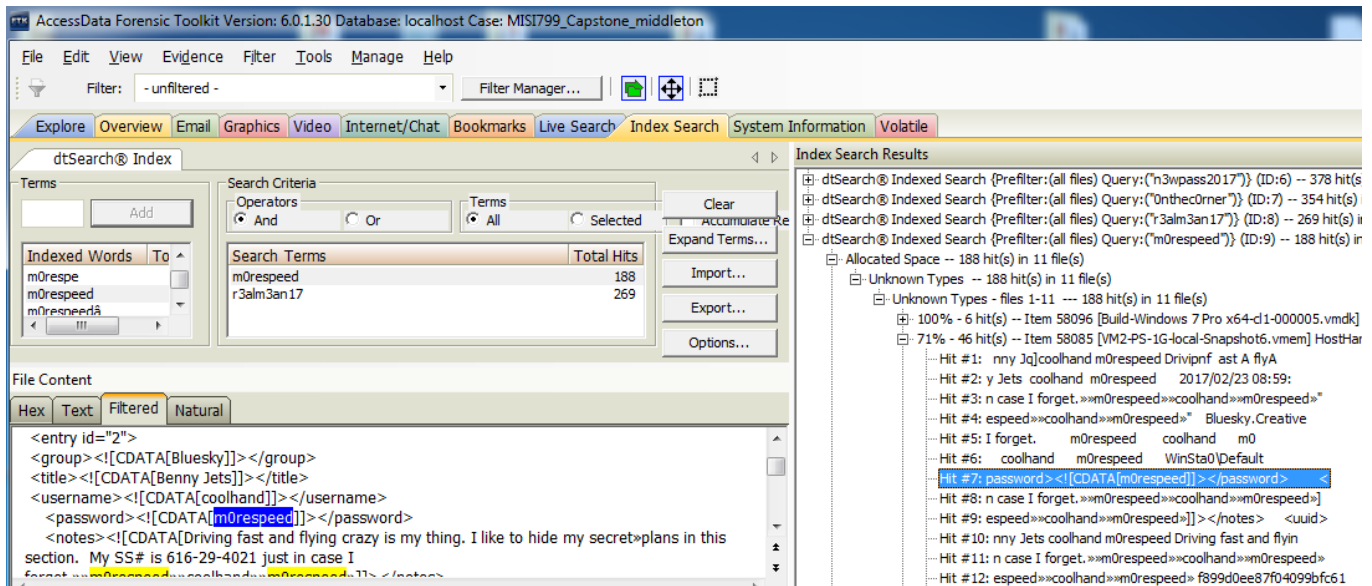 AccessData Forensic Toolkit Version: 6.0.1.30 Database: localhost Case: MISI799_Capstone_middleton
File Edit View Evidence Filter Tools Manage Help
Filter: - unfiltered - Filter Manager...
Explore Overview Email Graphics Video Internet/Chat Bookmarks Live Search Index Search System Information Volatile
dtSearch® Index
Terms
Add
Indexed Words To
m0respe
m0respeed
m0respeedâ
Search Criteria
Operators
And Or
Terms
All Selected
Accumulate Re
Search Terms Total Hits
m0respeed 188
r3alm3an17 269
Clear
Expand Terms...
Import...
Export...
Options...
Index Search Results
dtSearch® Indexed Search {Prefilter:(all files) Query:("n3wpass2017")} (ID:6) -- 378 hit(s
dtSearch® Indexed Search {Prefilter:(all files) Query:("0nthec0rner")} (ID:7) -- 354 hit(s) i
dtSearch® Indexed Search {Prefilter:(all files) Query:("r3alm3an17")} (ID:8) -- 269 hit(s) i
dtSearch® Indexed Search {Prefilter:(all files) Query:("m0respeed")} (ID:9) -- 188 hit(s) in
Allocated Space -- 188 hit(s) in 11 file(s)
Unknown Types -- 188 hit(s) in 11 file(s)
Unknown Types - files 1-11 --- 188 hit(s) in 11 file(s)
100% - 6 hit(s) -- Item 58096 [Build-Windows 7 Pro x64-cl1-000005.vmdk]
71% - 46 hit(s) -- Item 58085 [VM2-PS-1G-local-Snapshot6.vmem] HostHar
Hit #1: nny Jq]coolhand m0respeed Drivipnf ast A flyA
Hit #2: y Jets coolhand m0respeed 2017/02/23 08:59:
Hit #3: n case I forget.»»m0respeed»»coolhand»»m0respeed»"
Hit #4: espeed»»coolhand»»m0respeed»" Bluesky.Creative
Hit #5: I forget. m0respeed coolhand m0
Hit #6: coolhand m0respeed WinSta0\Default
Hit #7: password><![CDATA[m0respeed]]></password> <
Hit #8: n case I forget.»»m0respeed»»coolhand»»m0respeed»]
Hit #9: espeed»»coolhand»»m0respeed»]]></notes> <uuid>
Hit #10: nny Jets coolhand m0respeed Driving fast and flyin
Hit #11: n case I forget.»»m0respeed»»coolhand»»m0respeed»
Hit #12: espeed»»coolhand»»m0respeed» f899d0ee87f04099bfc61
File Content
Hex Text Filtered Natural
<entry id="2">
<group><![CDATA[Bluesky]]></group>
<title><![CDATA[Benny Jets]]></title>
<username><![CDATA[coolhand]]></username>
<password><![CDATA[m0respeed]]></password>
<notes><![CDATA[Driving fast and flying crazy is my thing. I like to hide my secret»plans in this
section. My SS# is 616-29-4021 just in case I
forget.»»m0respeed»»coolhand»»m0respeed»]]></notes>